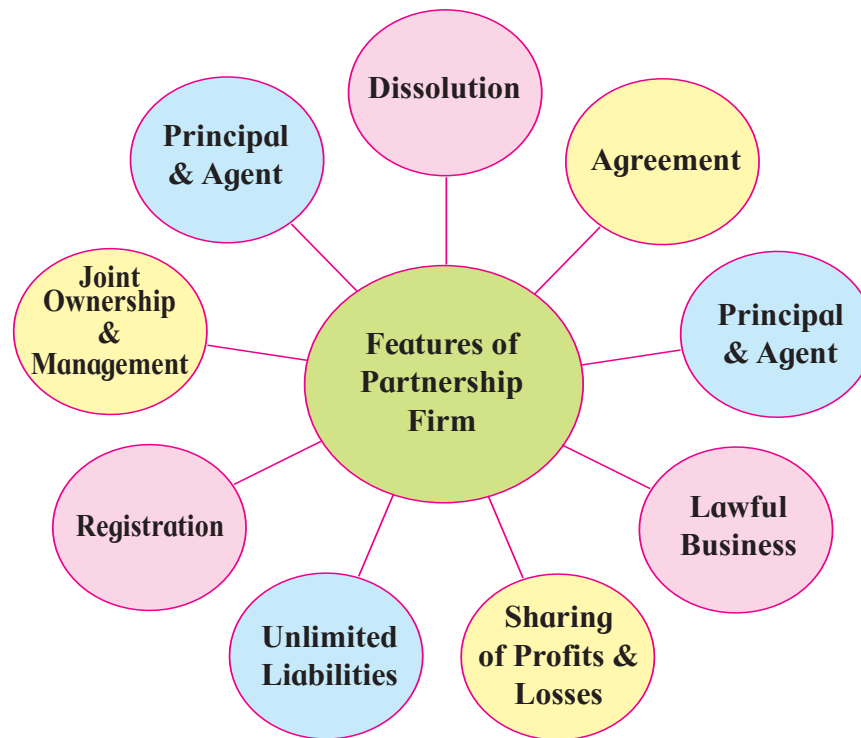 Dissolution
Agreement
Principal
& Agent
Lawful
Business
Sharing
of Profits &
Losses
Unlimited
Liabilities
Registration
Joint
Ownership
&
Management
Principal
& Agent
Features of
Partnership
Firm